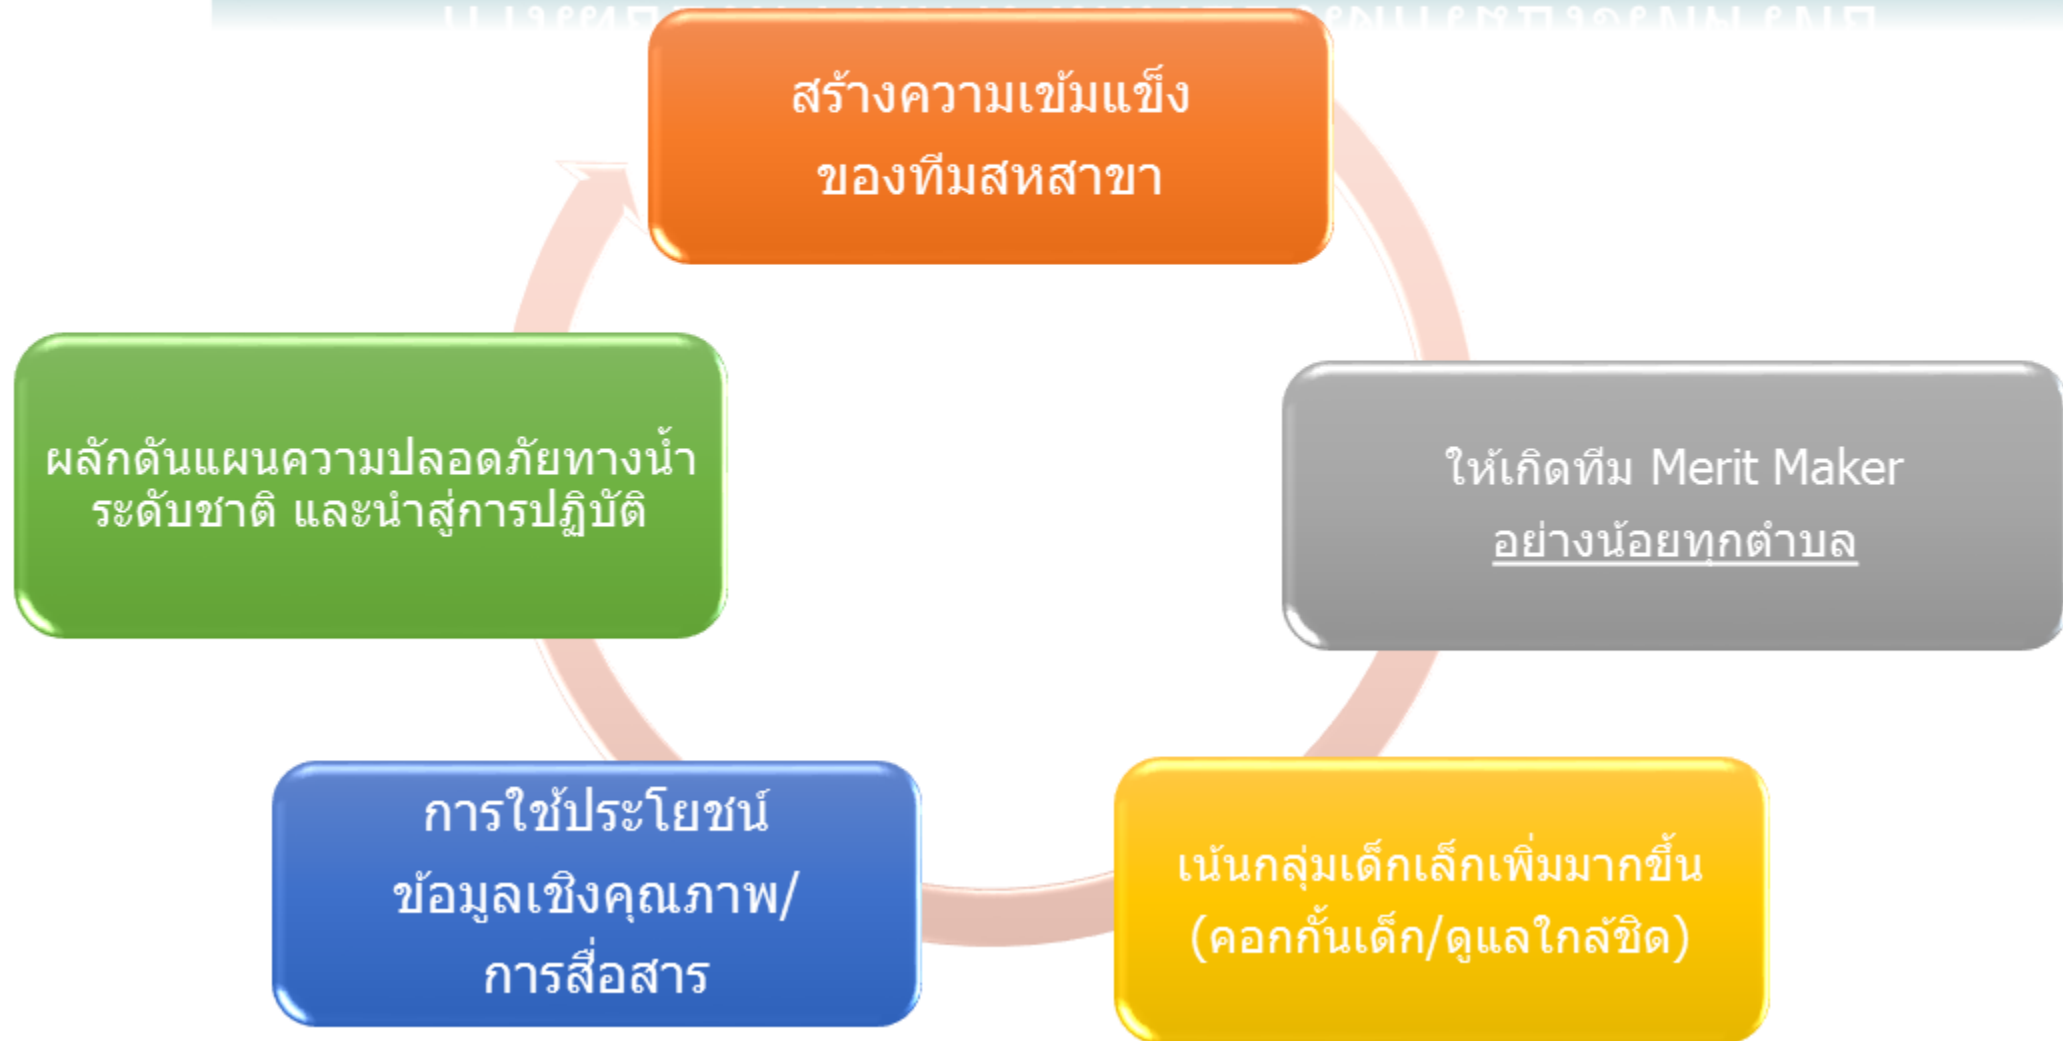 สร้างความเข้มแข็ง
ของทีมสหสาขา
ให้เกิดทีม Merit Maker
อย่างน้อยทุกตำบล
เน้นกลุ่มเด็กเล็กเพิ่มมากขึ้น
(คอกกั้นเด็ก/ดูแลใกล้ชิด)
การใช้ประโยชน์
ข้อมูลเชิงคุณภาพ/
การสื่อสาร
ผลักดันแผนความปลอดภัยทางน้ำ
ระดับชาติ และนำสู่การปฏิบัติ